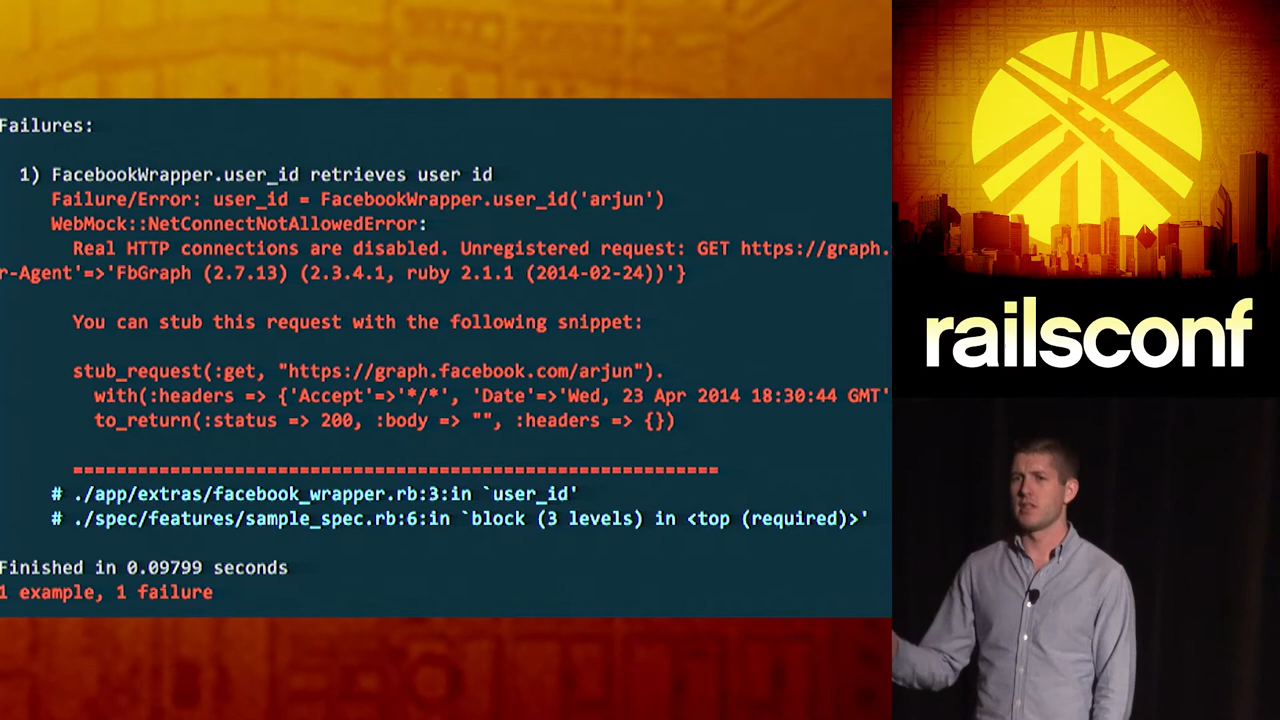 Failures:
1) FacebookWrapper.user_id retrieves user id
Failure/Error: user_id = FacebookWrapper.user_id('arjun')
WebMock::NetConnectNotAllowedError:
Real HTTP connections are disabled. Unregistered request: GET https://graph.
r-Agent'=>'FbGraph (2.7.13) (2.3.4.1, ruby 2.1.1 (2014-02-24))'}
You can stub this request with the following snippet:
stub_request(:get, "https://graph.facebook.com/arjun").
with(:headers => {'Accept'=>'*/*', 'Date'=>'Wed, 23 Apr 2014 18:30:44 GMT'
to_return(:status => 200, :body => "", :headers => {})
============================================================
# ./app/extras/facebook_wrapper.rb:3:in `user_id'
# ./spec/features/sample_spec.rb:6:in `block (3 levels) in <top (required)>'
Finished in 0.09799 seconds
1 example, 1 failure
railsconf